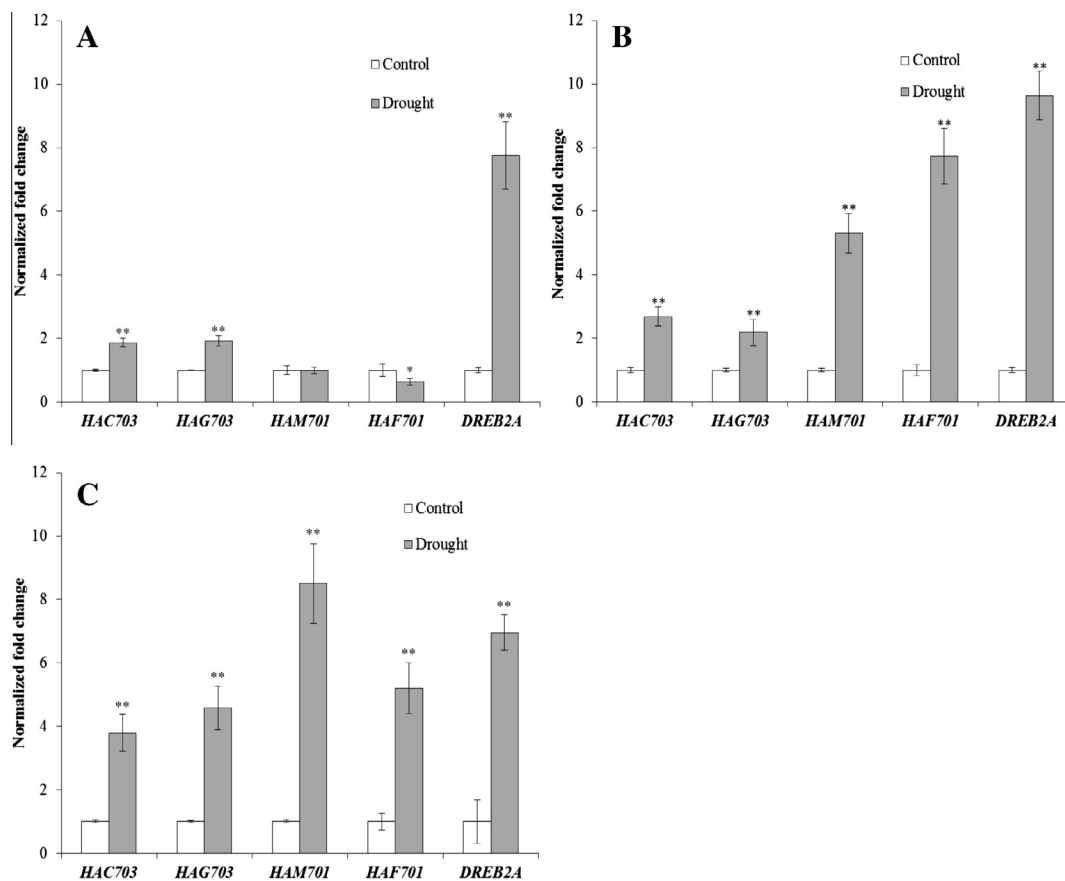 A
Normalized fold change
12
10
8
6
4
2
0
Control
Drought
**
**
*
**
HAC703 HAG703 HAM701 HAF701 DREB2A
B
Normalized fold change
12
10
8
6
4
2
0
Control
Drought
**
**
**
**
**
HAC703 HAG703 HAM701 HAF701 DREB2A
C
Normalized fold change
12
10
8
6
4
2
0
Control
Drought
**
**
**
**
**
HAC703 HAG703 HAM701 HAF701 DREB2A